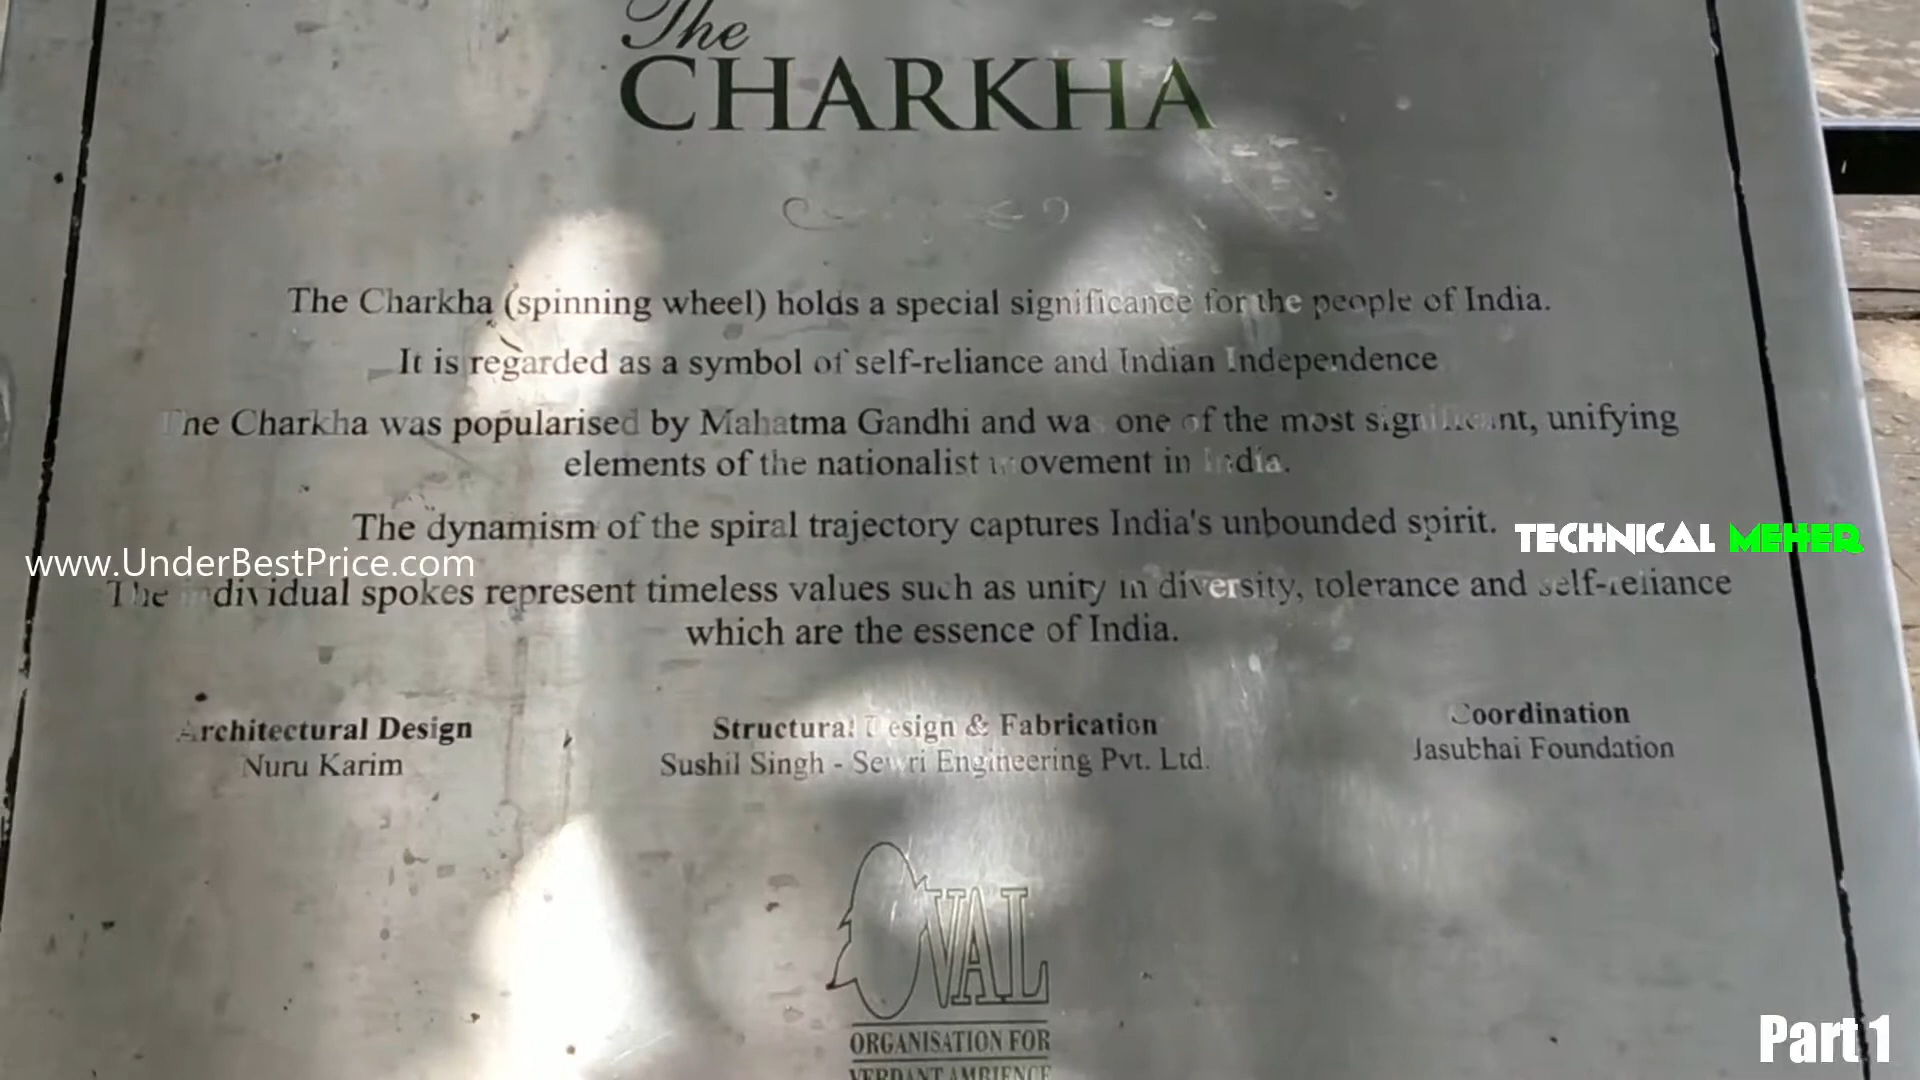 The
CHARKHA
The Charkha (spinning wheel) holds a special significance for the people of India.
It is regarded as a symbol of self-reliance and Indian Independence
The Charkha was popularised by Mahatma Gandhi and was one of the most significant, unifying
elements of the nationalist movement in India.
The dynamism of the spiral trajectory captures India's unbounded spirit.
TECHNICAL MEHER
www.UnderBestPrice.com
The individual spokes represent timeless values such as unity in diversity, tolerance and self-reliance
which are the essence of India.
Architectural Design
Nuru Karim
Structural Design & Fabrication
Sushil Singh - Sewri Engineering Pvt. Ltd.
Coordination
Jasubhai Foundation
OVAL
ORGANISATION FOR
VERDANT AMBIENCE
Part 1